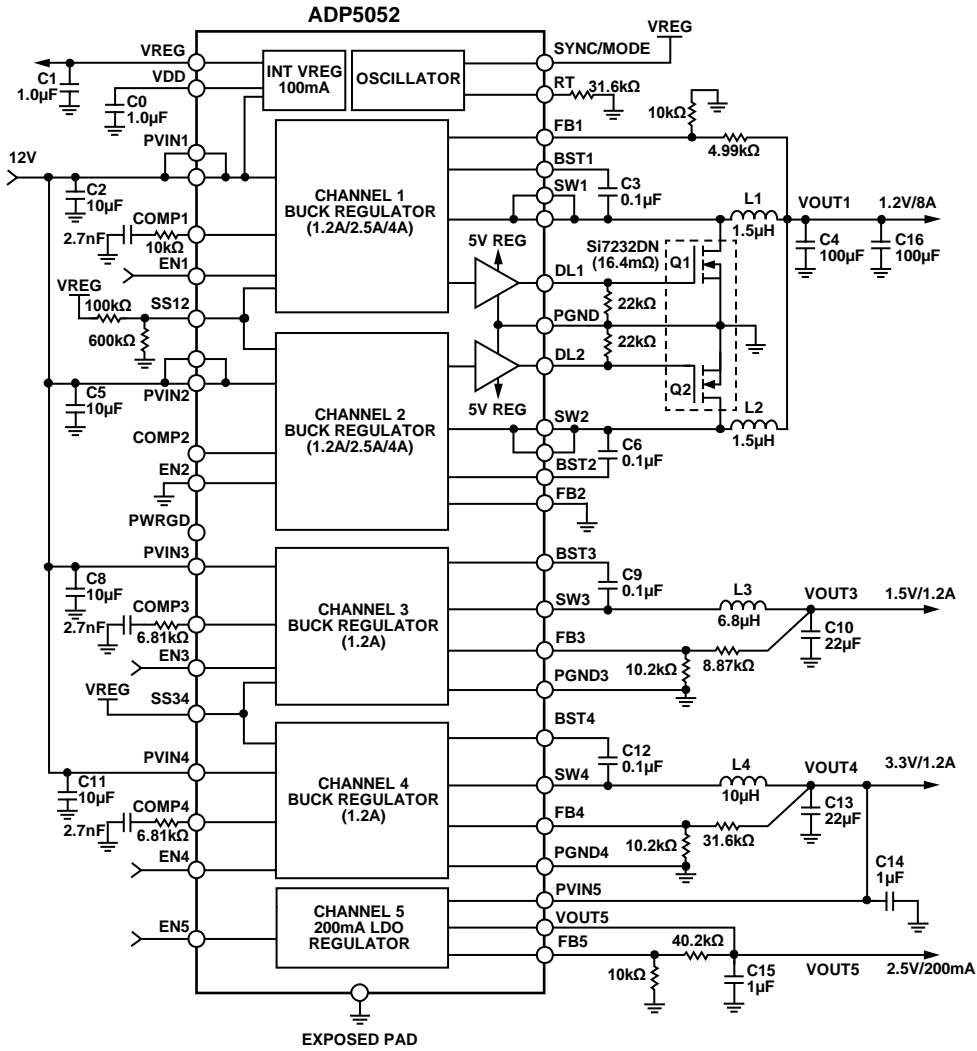 ADP5052
VREG
C1
1.0µF
VDD
C0
1.0µF
INT VREG
100mA
OSCILLATOR
SYNC/MODE
VREG
RT
31.6kΩ
10kΩ
FB1
4.99kΩ
12V
PVIN1
C2
10µF
COMP1
2.7nF
10kΩ
EN1
CHANNEL 1
BUCK REGULATOR
(1.2A/2.5A/4A)
BST1
C3
0.1µF
SW1
L1
1.5µH
VOUT1
1.2V/8A
C4
100µF
C16
100µF
5V REG
Si7232DN
(16.4mΩ)
Q1
DL1
22kΩ
PGND
22kΩ
DL2
Q2
5V REG
VREG
100kΩ
600kΩ
SS12
C5
10µF
PVIN2
COMP2
EN2
CHANNEL 2
BUCK REGULATOR
(1.2A/2.5A/4A)
SW2
L2
1.5µH
C6
0.1µF
BST2
FB2
PWRGD
PVIN3
C8
10µF
COMP3
2.7nF
6.81kΩ
EN3
CHANNEL 3
BUCK REGULATOR
(1.2A)
BST3
C9
0.1µF
SW3
L3
6.8µH
VOUT3
1.5V/1.2A
C10
22µF
FB3
10.2kΩ
8.87kΩ
PGND3
VREG
SS34
PVIN4
C11
10µF
COMP4
2.7nF
6.81kΩ
EN4
CHANNEL 4
BUCK REGULATOR
(1.2A)
BST4
C12
0.1µF
SW4
L4
10µH
VOUT4
3.3V/1.2A
C13
22µF
FB4
10.2kΩ
31.6kΩ
PGND4
PVIN5
C14
1µF
EN5
CHANNEL 5
200mA LDO
REGULATOR
VOUT5
FB5
40.2kΩ
10kΩ
C15
1µF
VOUT5
2.5V/200mA
EXPOSED PAD